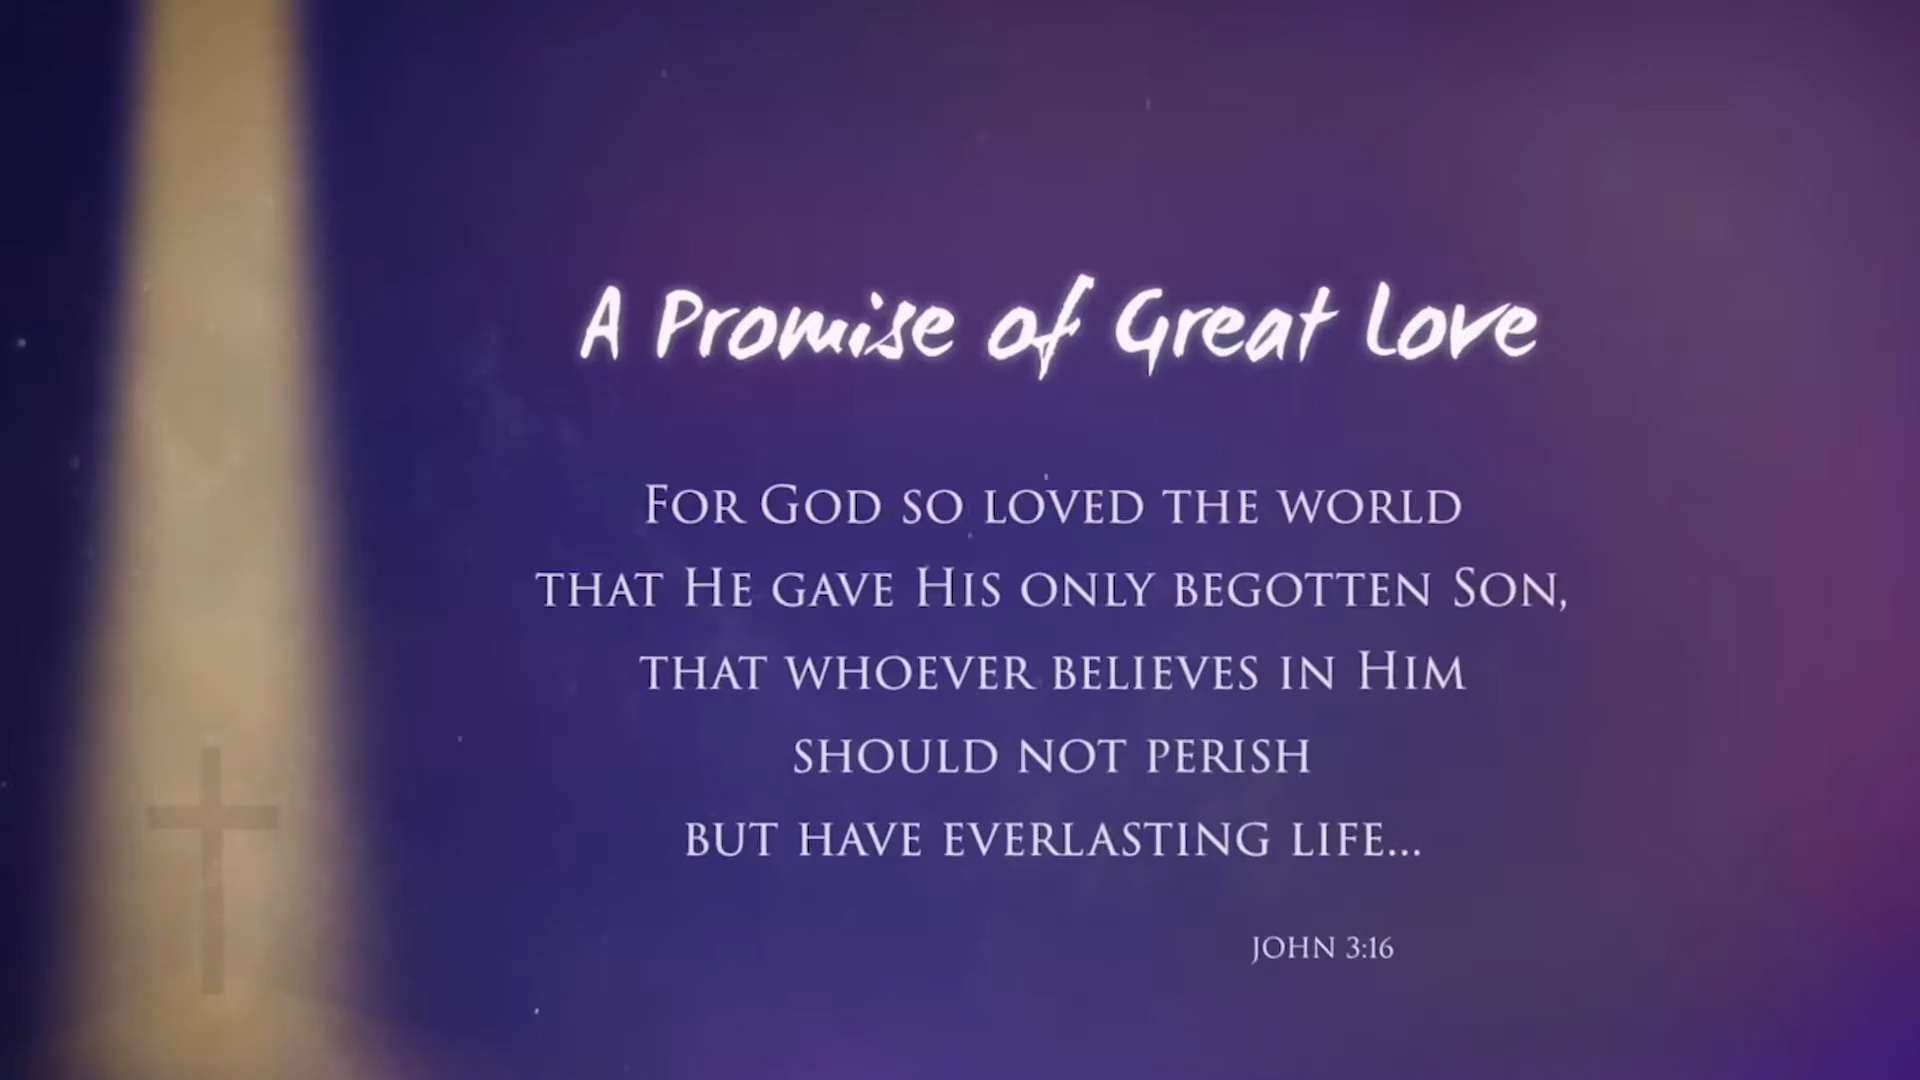 A Promise of Great Love
For God so loved the world
that He gave His only begotten Son,
that whoever believes in Him
should not perish
but have everlasting life...
John 3:16